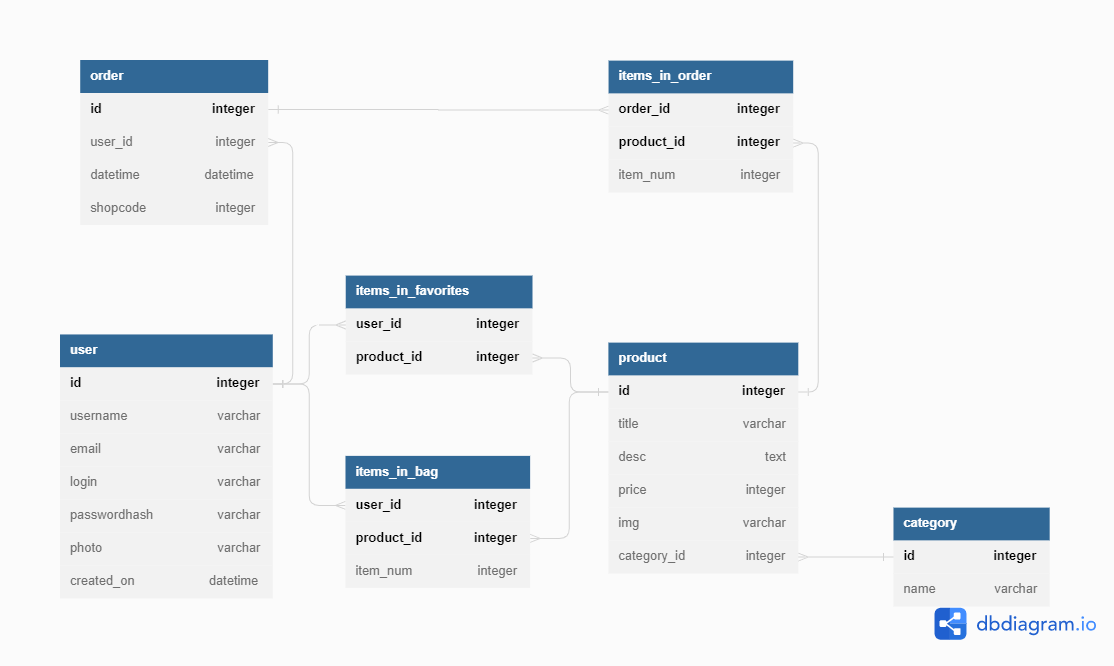 order
id integer
user_id integer
datetime datetime
shopcode integer
items_in_order
order_id integer
product_id integer
item_num integer
items_in_favorites
user_id integer
product_id integer
user
id integer
username varchar
email varchar
login varchar
passwordhash varchar
photo varchar
created_on datetime
product
id integer
title varchar
desc text
price integer
img varchar
category_id integer
items_in_bag
user_id integer
product_id integer
item_num integer
category
id integer
name varchar
dbdiagram.io